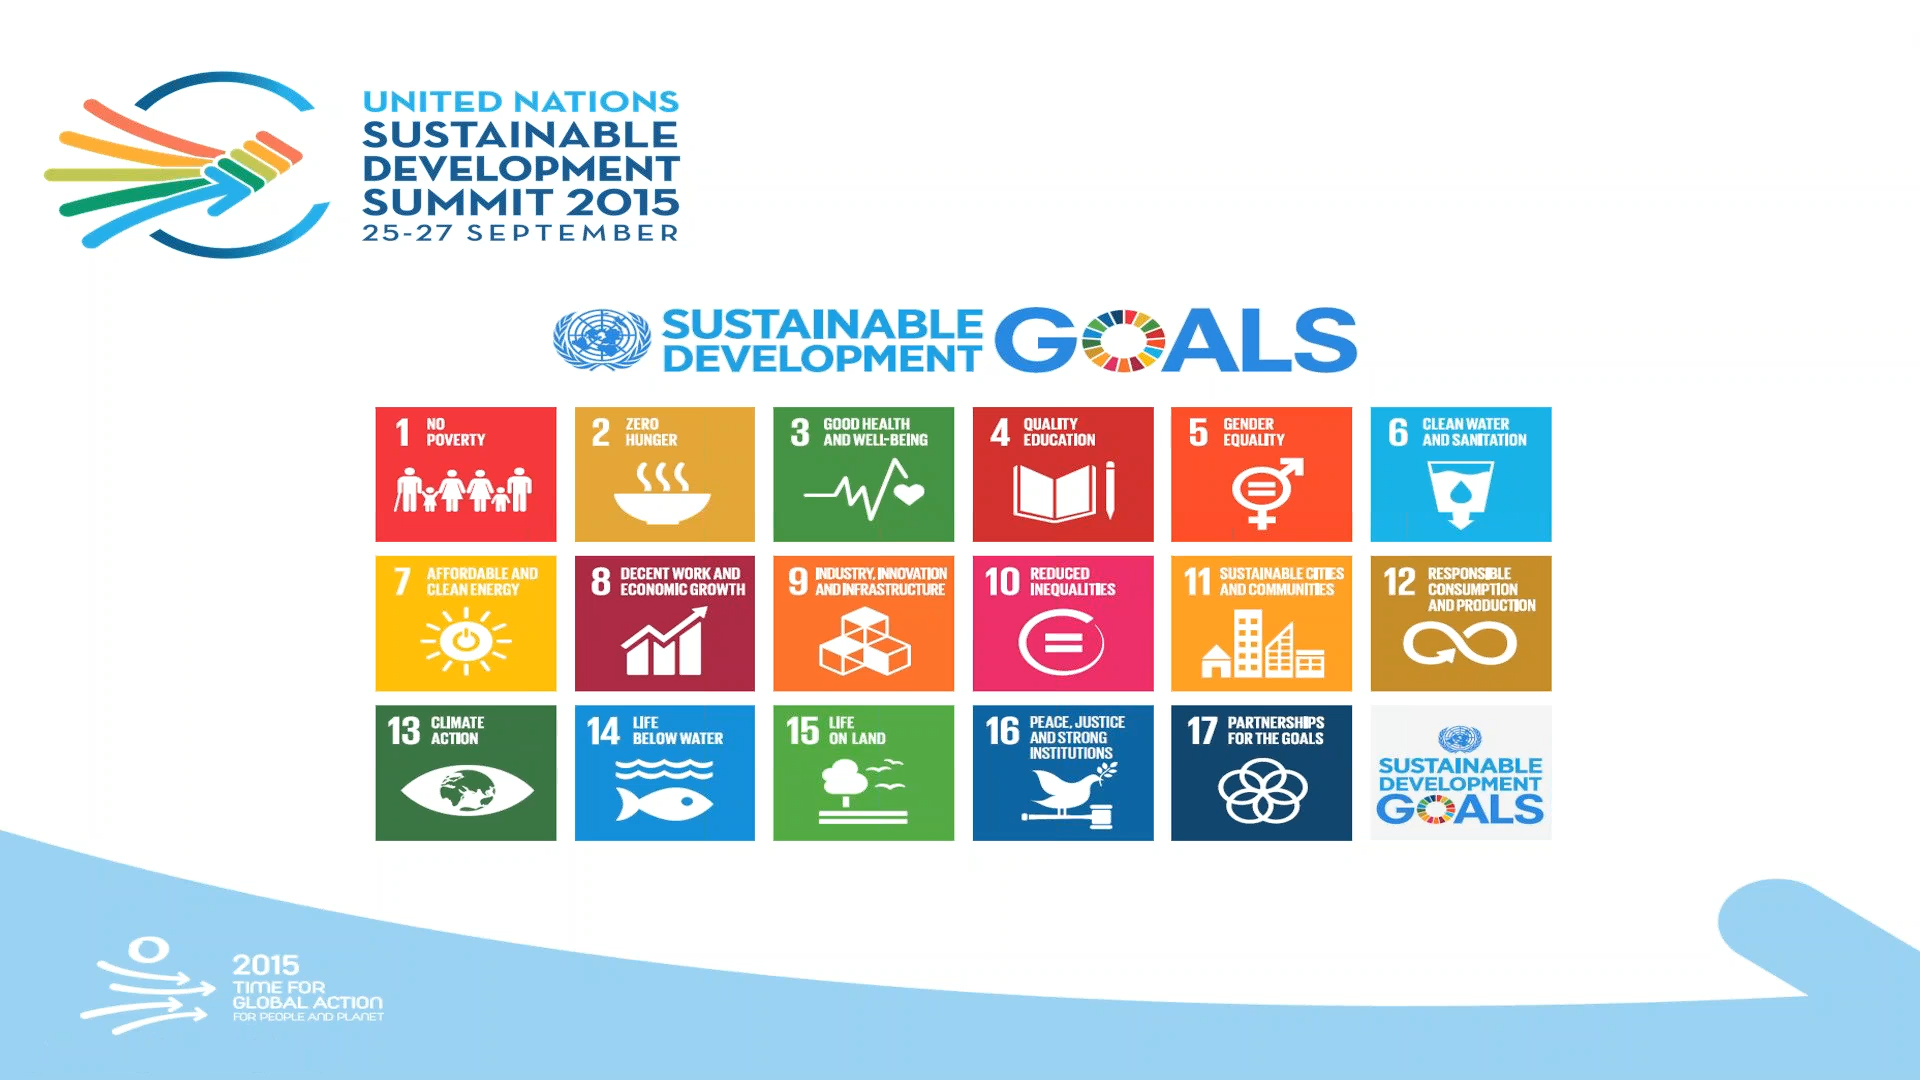 UNITED NATIONS
SUSTAINABLE
DEVELOPMENT
SUMMIT 2015
25-27 SEPTEMBER
SUSTAINABLE
DEVELOPMENT
GOALS
1 NO
POVERTY
2 ZERO
HUNGER
3 GOOD HEALTH
AND WELL-BEING
4 QUALITY
EDUCATION
5 GENDER
EQUALITY
6 CLEAN WATER
AND SANITATION
7 AFFORDABLE AND
CLEAN ENERGY
8 DECENT WORK AND
ECONOMIC GROWTH
9 INDUSTRY, INNOVATION
AND INFRASTRUCTURE
10 REDUCED
INEQUALITIES
11 SUSTAINABLE CITIES
AND COMMUNITIES
12 RESPONSIBLE
CONSUMPTION
AND PRODUCTION
13 CLIMATE
ACTION
14 LIFE
BELOW WATER
15 LIFE
ON LAND
16 PEACE, JUSTICE
AND STRONG
INSTITUTIONS
17 PARTNERSHIPS
FOR THE GOALS
SUSTAINABLE
DEVELOPMENT
GOALS
2015
TIME FOR
GLOBAL ACTION
FOR PEOPLE AND PLANET